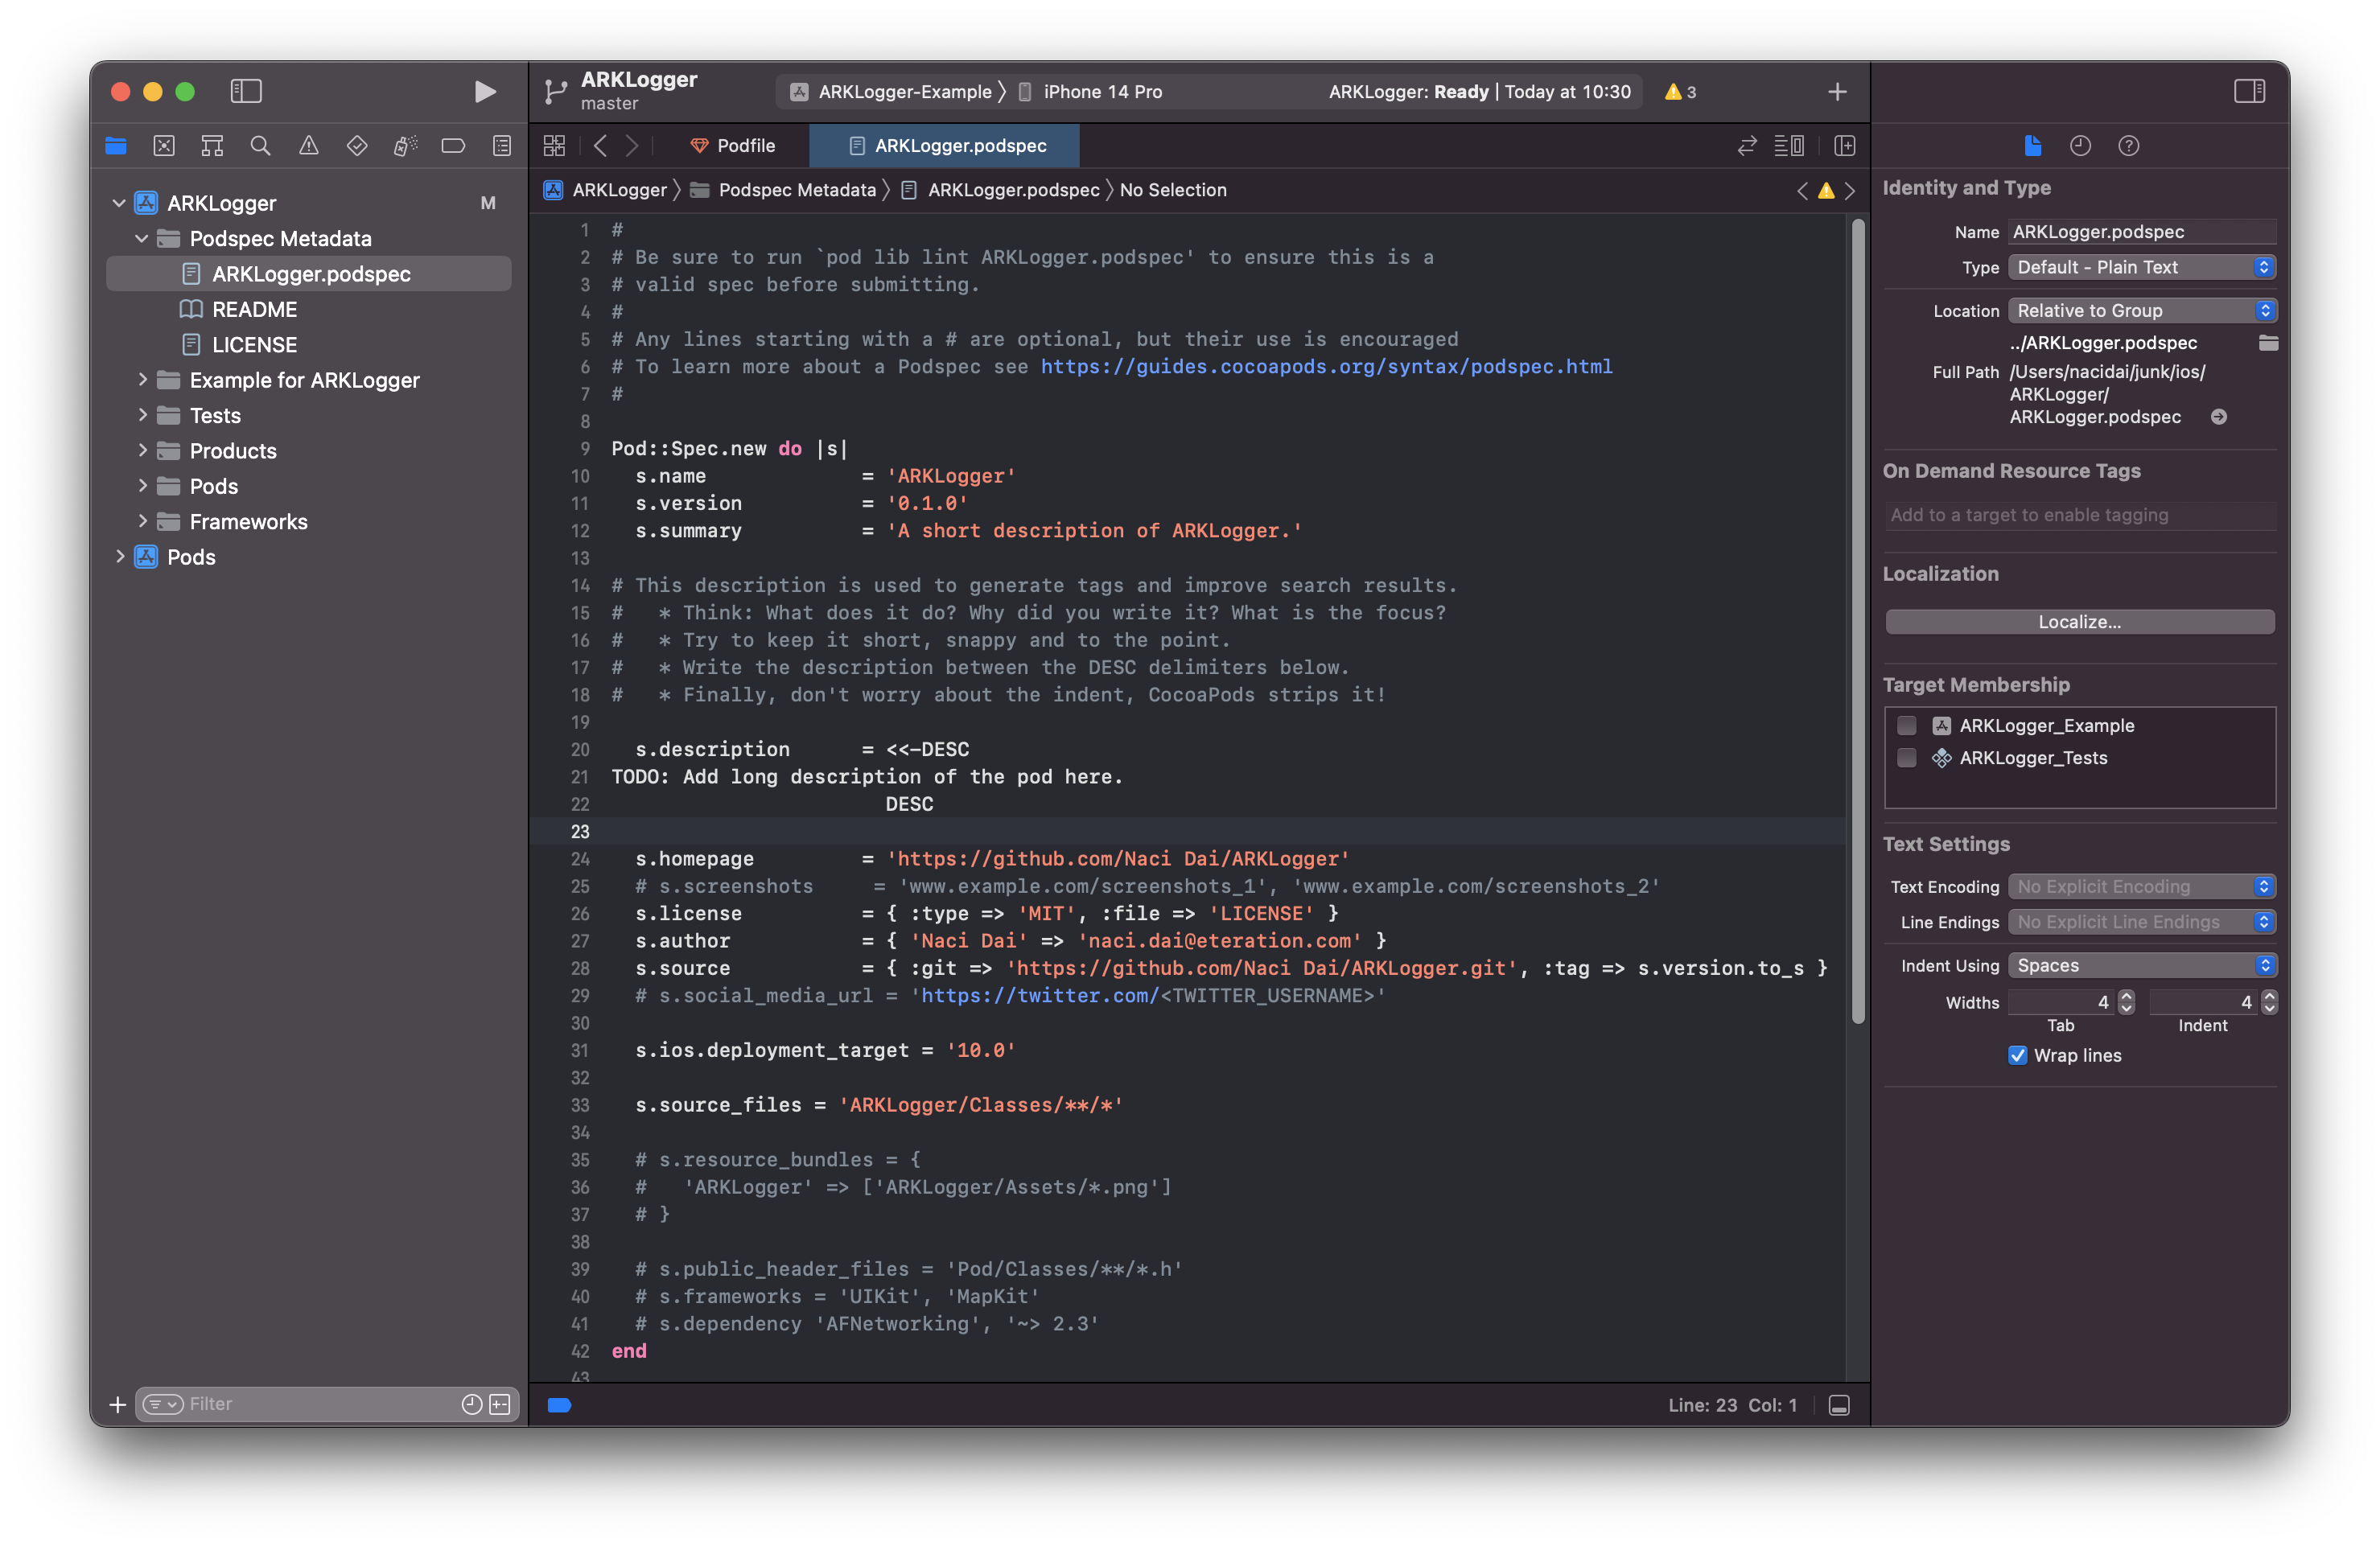 ARKLogger
master
ARKLogger-Example
iPhone 14 Pro
ARKLogger: Ready | Today at 10:30
3
Podfile
ARKLogger.podspec
ARKLogger
Podspec Metadata
ARKLogger.podspec
No Selection
ARKLogger
M
Podspec Metadata
ARKLogger.podspec
README
LICENSE
Example for ARKLogger
Tests
Products
Pods
Frameworks
Pods
Filter
1 #
2 # Be sure to run `pod lib lint ARKLogger.podspec' to ensure this is a
3 # valid spec before submitting.
4 #
5 # Any lines starting with a # are optional, but their use is encouraged
6 # To learn more about a Podspec see https://guides.cocoapods.org/syntax/podspec.html
7 #
8
9 Pod::Spec.new do |s|
10   s.name             = 'ARKLogger'
11   s.version          = '0.1.0'
12   s.summary          = 'A short description of ARKLogger.'
13
14 # This description is used to generate tags and improve search results.
15 #   * Think: What does it do? Why did you write it? What is the focus?
16 #   * Try to keep it short, snappy and to the point.
17 #   * Write the description between the DESC delimiters below.
18 #   * Finally, don't worry about the indent, CocoaPods strips it!
19
20   s.description      = <<-DESC
21 TODO: Add long description of the pod here.
22                        DESC
23
24   s.homepage         = 'https://github.com/Naci Dai/ARKLogger'
25   # s.screenshots     = 'www.example.com/screenshots_1', 'www.example.com/screenshots_2'
26   s.license          = { :type => 'MIT', :file => 'LICENSE' }
27   s.author           = { 'Naci Dai' => 'naci.dai@eteration.com' }
28   s.source           = { :git => 'https://github.com/Naci Dai/ARKLogger.git', :tag => s.version.to_s }
29   # s.social_media_url = 'https://twitter.com/<TWITTER_USERNAME>'
30
31   s.ios.deployment_target = '10.0'
32
33   s.source_files = 'ARKLogger/Classes/**/*'
34
35   # s.resource_bundles = {
36   #   'ARKLogger' => ['ARKLogger/Assets/*.png']
37   # }
38
39   # s.public_header_files = 'Pod/Classes/**/*.h'
40   # s.frameworks = 'UIKit', 'MapKit'
41   # s.dependency 'AFNetworking', '~> 2.3'
42 end
43
Line: 23  Col: 1
Identity and Type
Name ARKLogger.podspec
Type Default - Plain Text
Location Relative to Group
../ARKLogger.podspec
Full Path /Users/nacidai/junk/ios/
ARKLogger/
ARKLogger.podspec
On Demand Resource Tags
Add to a target to enable tagging
Localization
Localize...
Target Membership
ARKLogger_Example
ARKLogger_Tests
Text Settings
Text Encoding No Explicit Encoding
Line Endings No Explicit Line Endings
Indent Using Spaces
Widths 4 4
Tab Indent
Wrap lines